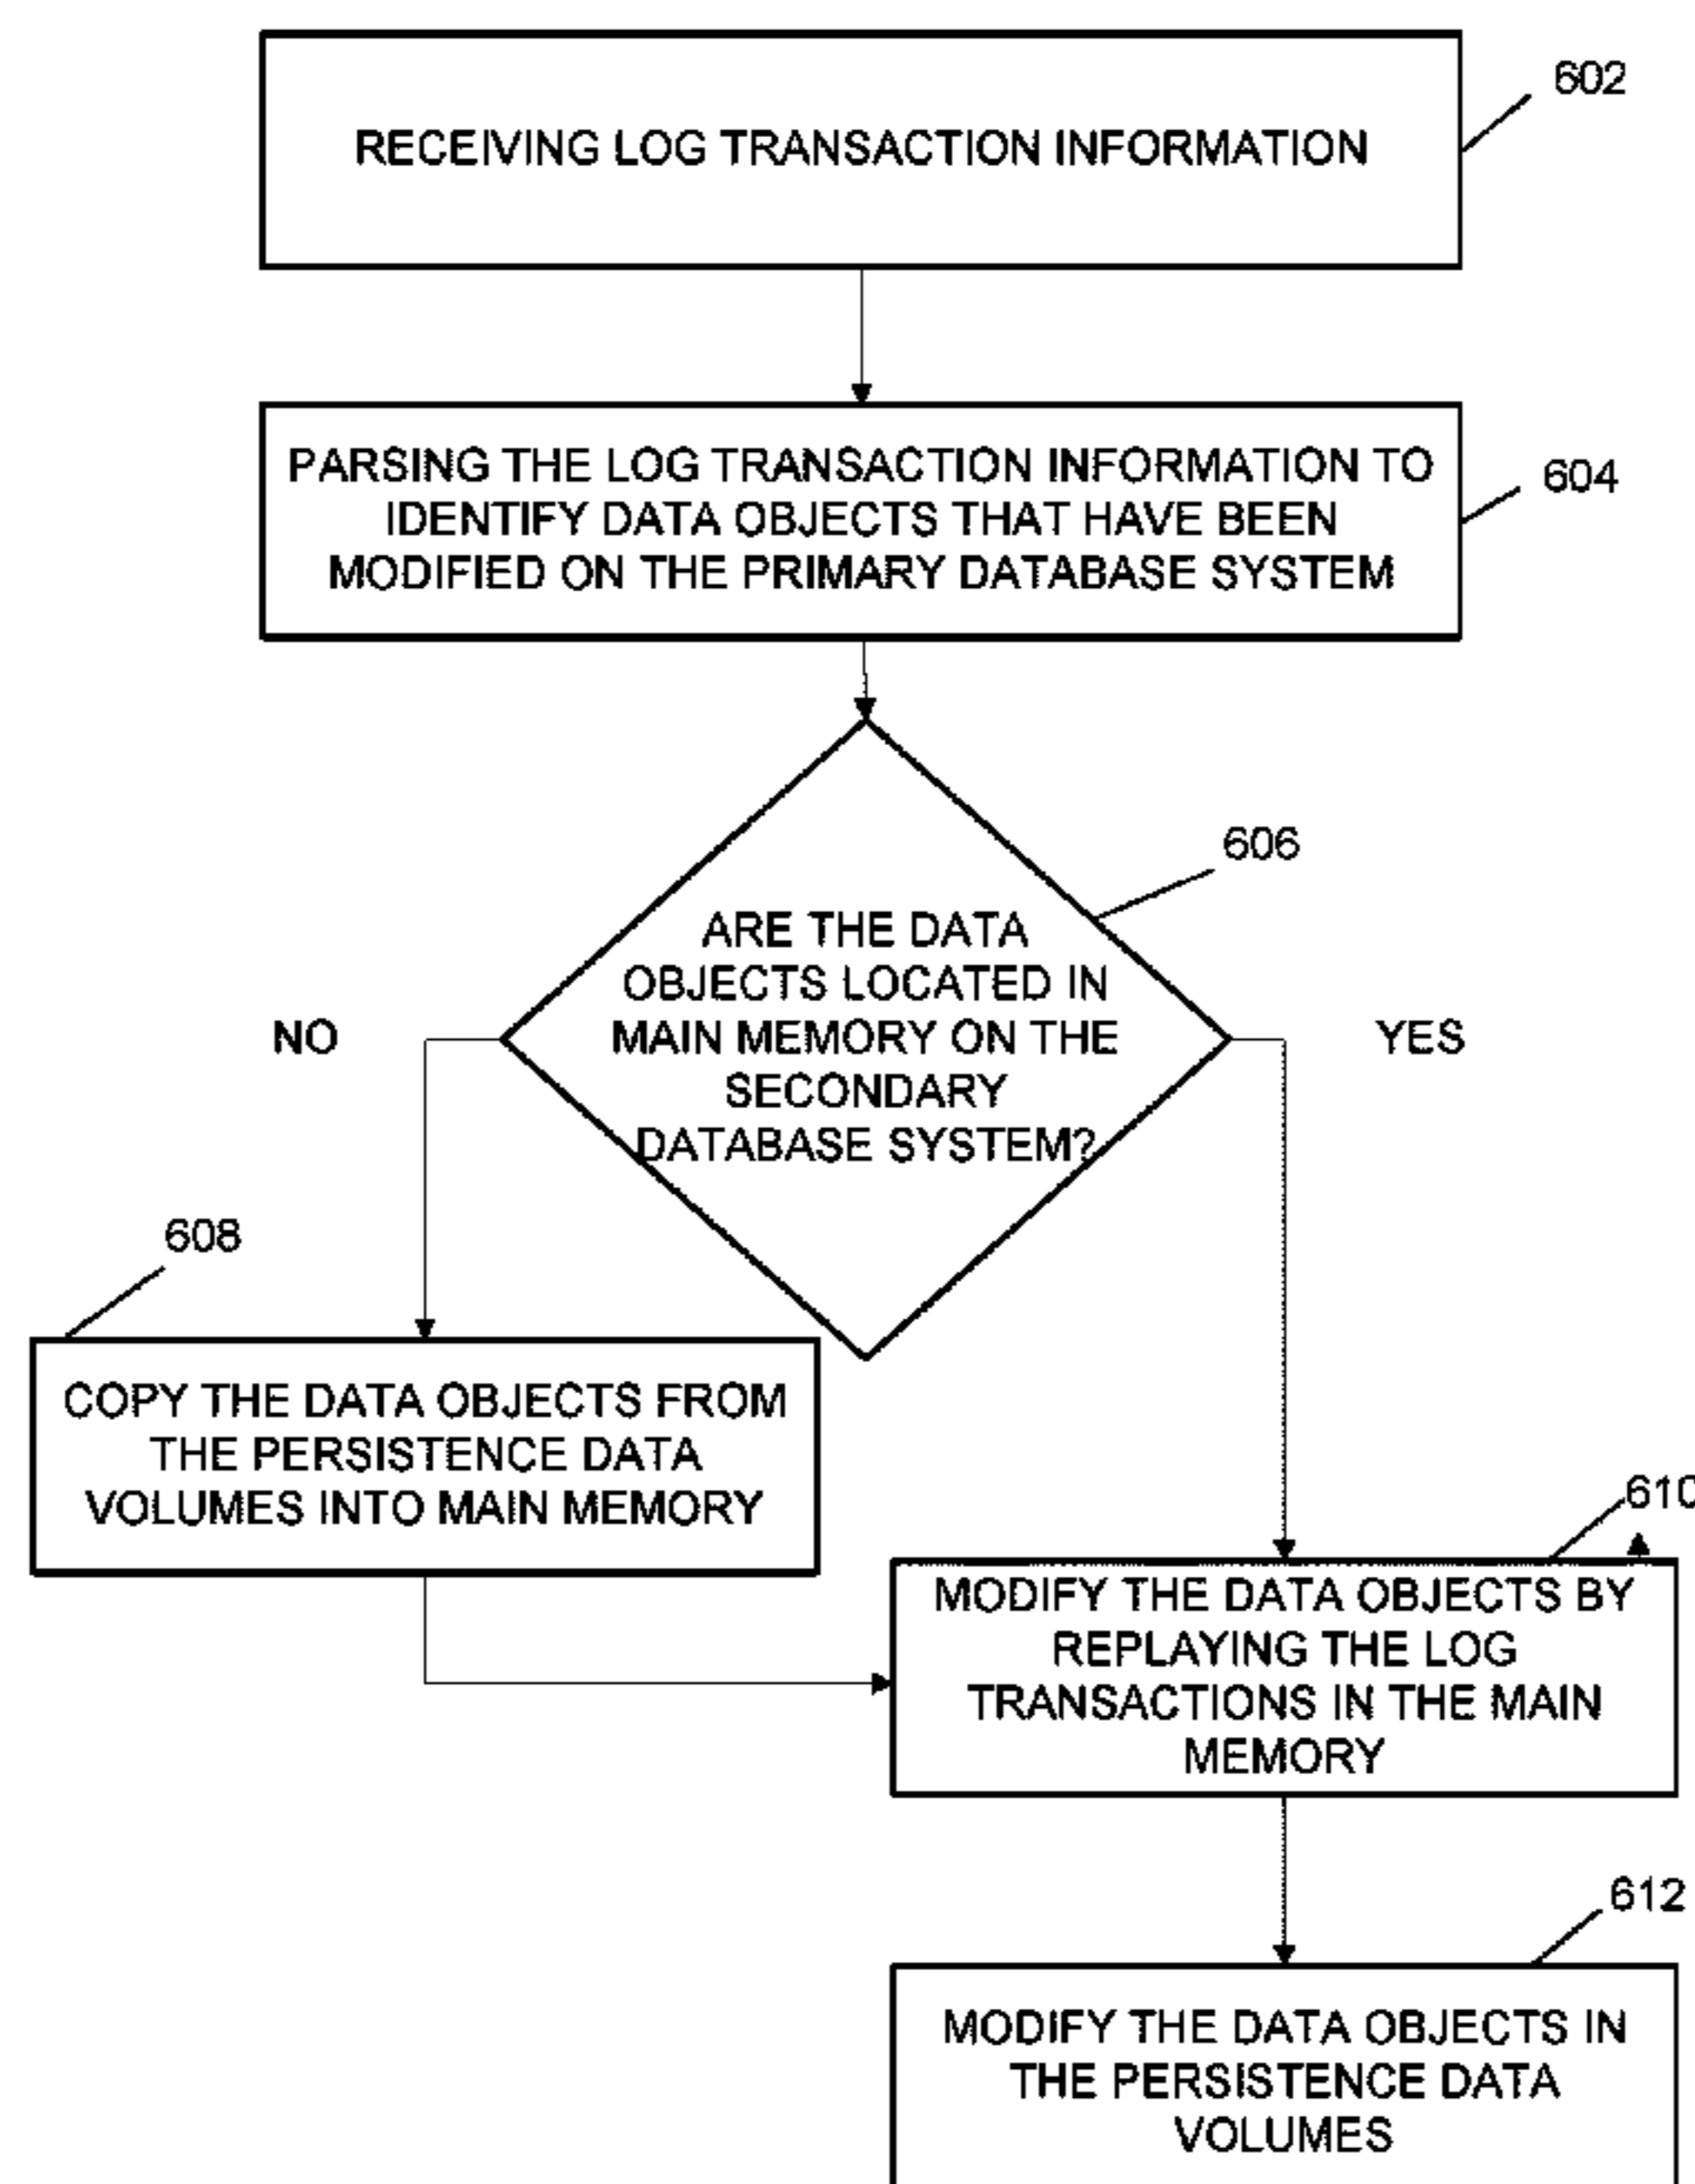 602
RECEIVING LOG TRANSACTION INFORMATION
604
PARSING THE LOG TRANSACTION INFORMATION TO
IDENTIFY DATA OBJECTS THAT HAVE BEEN
MODIFIED ON THE PRIMARY DATABASE SYSTEM
606
ARE THE DATA
OBJECTS LOCATED IN
MAIN MEMORY ON THE
SECONDARY
DATABASE SYSTEM?
NO
YES
608
COPY THE DATA OBJECTS FROM
THE PERSISTENCE DATA
VOLUMES INTO MAIN MEMORY
610
MODIFY THE DATA OBJECTS BY
REPLAYING THE LOG
TRANSACTIONS IN THE MAIN
MEMORY
612
MODIFY THE DATA OBJECTS IN
THE PERSISTENCE DATA
VOLUMES